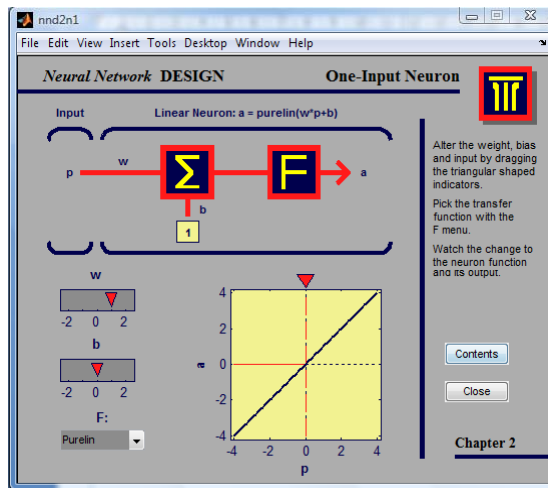 nnd2n1
File Edit View Insert Tools Desktop Window Help
Neural Network DESIGN
One-Input Neuron
Input
Linear Neuron: a = purelin(w*p+b)
p
w
Σ
F
a
b
1
Alter the weight, bias
and input by dragging
the triangular shaped
indicators.
Pick the transfer
function with the
F menu.
Watch the change to
the neuron function
and its output.
w
-2 0 2
b
-2 0 2
F:
Purelin
4
2
0
-2
-4
a
-4 -2 0 2 4
p
Contents
Close
Chapter 2